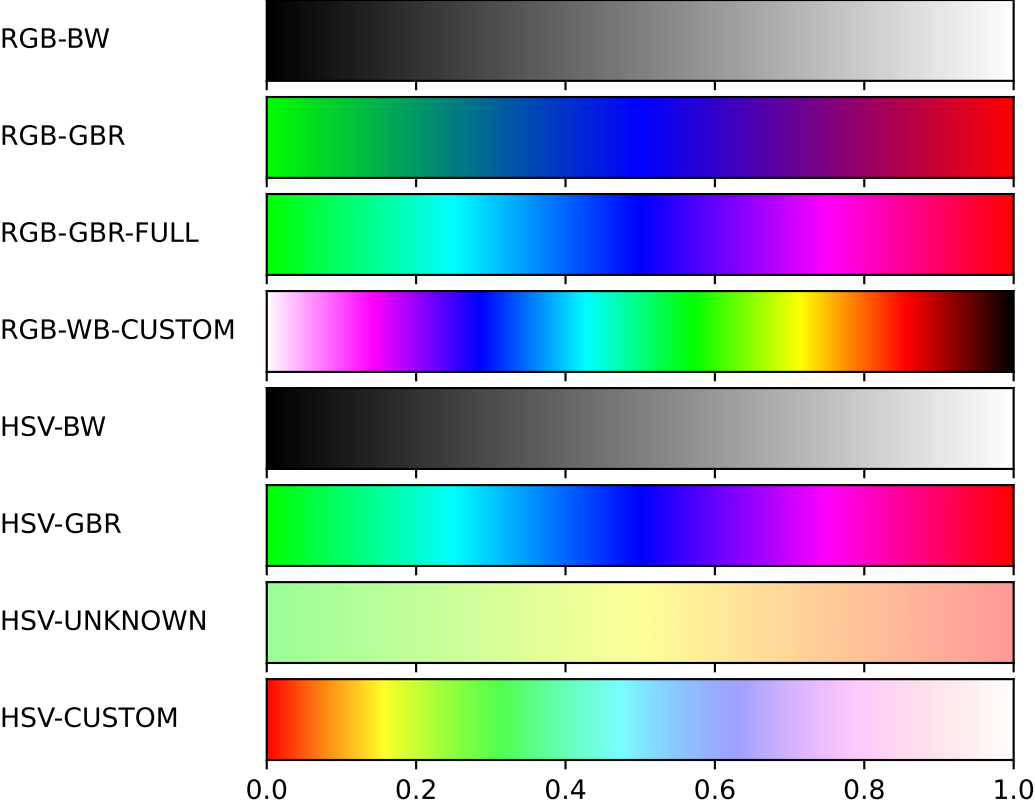 RGB-BW
RGB-GBR
RGB-GBR-FULL
RGB-WB-CUSTOM
HSV-BW
HSV-GBR
HSV-UNKNOWN
HSV-CUSTOM
0.0 0.2 0.4 0.6 0.8 1.0